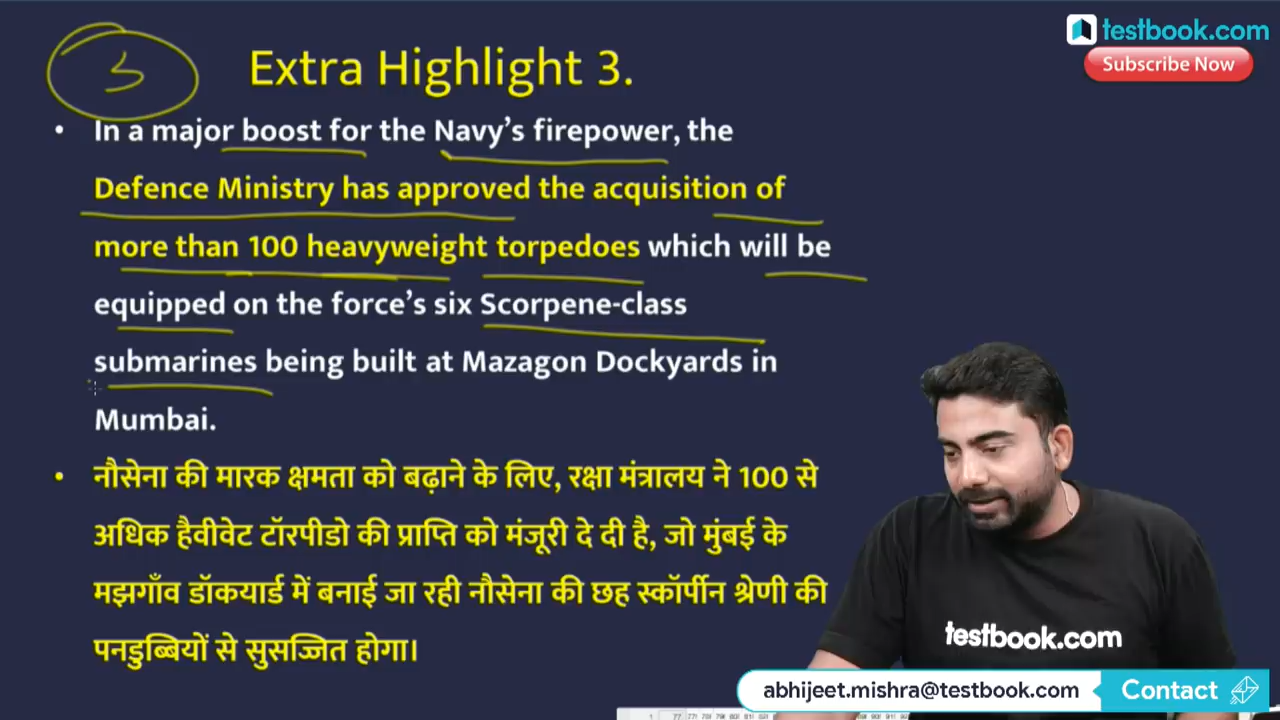 testbook.com
Subscribe Now
3
Extra Highlight 3.
• In a major boost for the Navy's firepower, the
Defence Ministry has approved the acquisition of
more than 100 heavyweight torpedoes which will be
equipped on the force's six Scorpene-class
submarines being built at Mazagon Dockyards in
Mumbai.
• नौसेना की मारक क्षमता को बढ़ाने के लिए, रक्षा मंत्रालय ने 100 से
अधिक हैवीवेट टॉरपीडो की प्राप्ति को मंजूरी दे दी है, जो मुंबई के
मझगाँव डॉकयार्ड में बनाई जा रही नौसेना की छह स्कॉर्पीन श्रेणी की
पनडुब्बियों से सुसज्जित होगा।
testbook.com
abhijeet.mishra@testbook.com
Contact